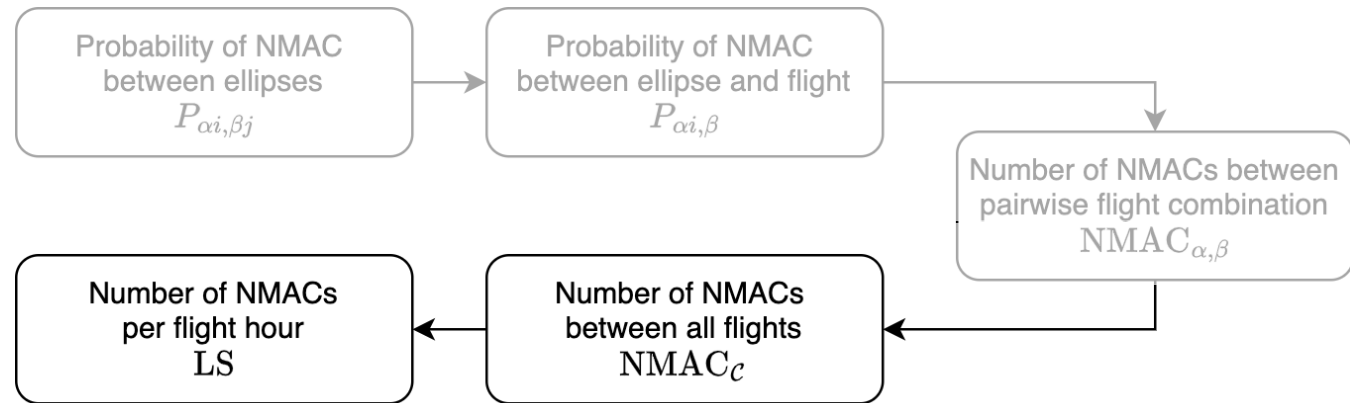 Probability of NMAC
between ellipses
P_{αi,βj}
Probability of NMAC
between ellipse and flight
P_{αi,β}
Number of NMACs between
pairwise flight combination
NMAC_{α,β}
Number of NMACs
per flight hour
LS
Number of NMACs
between all flights
NMAC_𝒞